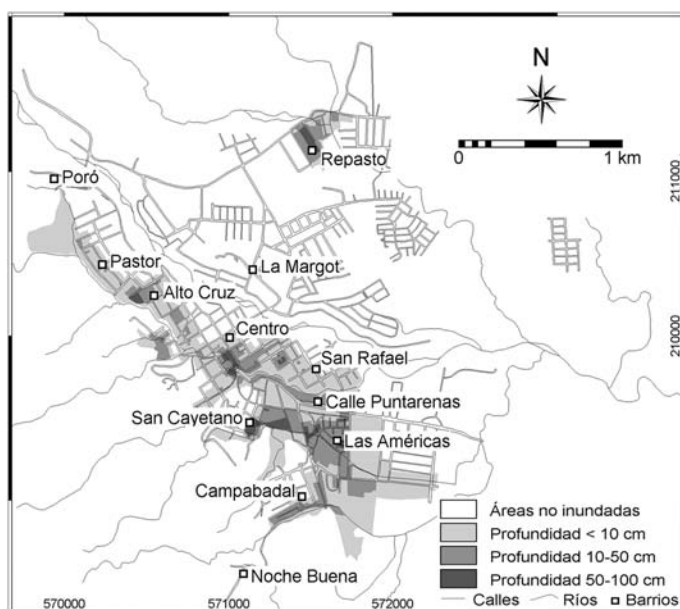 N
0 1 km
Repasto
Poró
211000
Pastor
La Margot
Alto Cruz
Centro
210000
San Rafael
Calle Puntarenas
San Cayetano
Las Américas
Campabadal
Áreas no inundadas
Profundidad < 10 cm
Profundidad 10-50 cm
Profundidad 50-100 cm
Noche Buena
Calles Ríos Barrios
570000 571000 572000